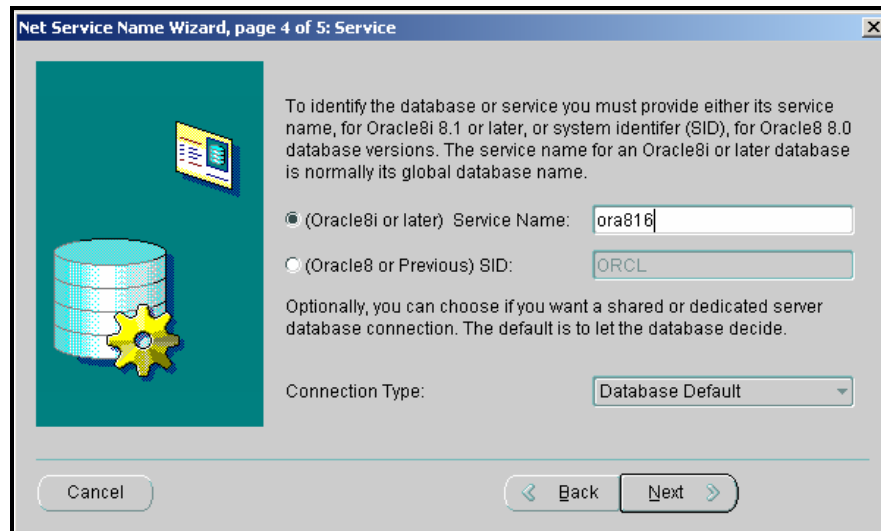 Net Service Name Wizard, page 4 of 5: Service
To identify the database or service you must provide either its service
name, for Oracle8i 8.1 or later, or system identifer (SID), for Oracle8 8.0
database versions. The service name for an Oracle8i or later database
is normally its global database name.
(Oracle8i or later) Service Name: ora816
(Oracle8 or Previous) SID: ORCL
Optionally, you can choose if you want a shared or dedicated server
database connection. The default is to let the database decide.
Connection Type: Database Default
Cancel Back Next